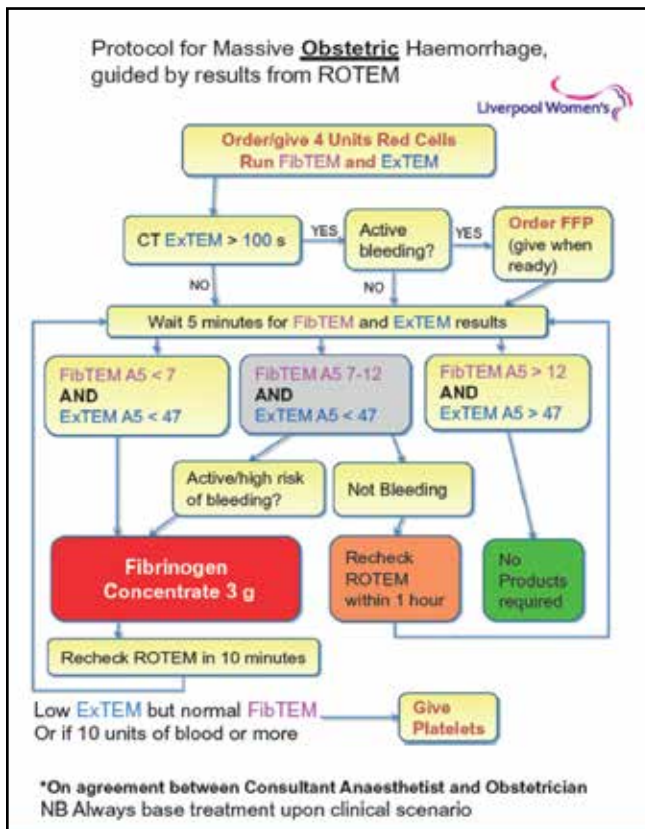 Protocol for Massive Obstetric Haemorrhage,
guided by results from ROTEM
Liverpool Women's
Order/give 4 Units Red Cells
Run FibTEM and ExTEM
CT ExTEM > 100 s
YES
Active
bleeding?
YES
Order FFP
(give when
ready)
NO
NO
Wait 5 minutes for FibTEM and ExTEM results
FibTEM A5 < 7
AND
ExTEM A5 < 47
FibTEM A5 7-12
AND
ExTEM A5 < 47
FibTEM A5 > 12
AND
ExTEM A5 > 47
Active/high risk
of bleeding?
Not Bleeding
Fibrinogen
Concentrate 3 g
Recheck
ROTEM
within 1 hour
No
Products
required
Recheck ROTEM in 10 minutes
Low ExTEM but normal FibTEM
Or if 10 units of blood or more
Give
Platelets
*On agreement between Consultant Anaesthetist and Obstetrician
NB Always base treatment upon clinical scenario